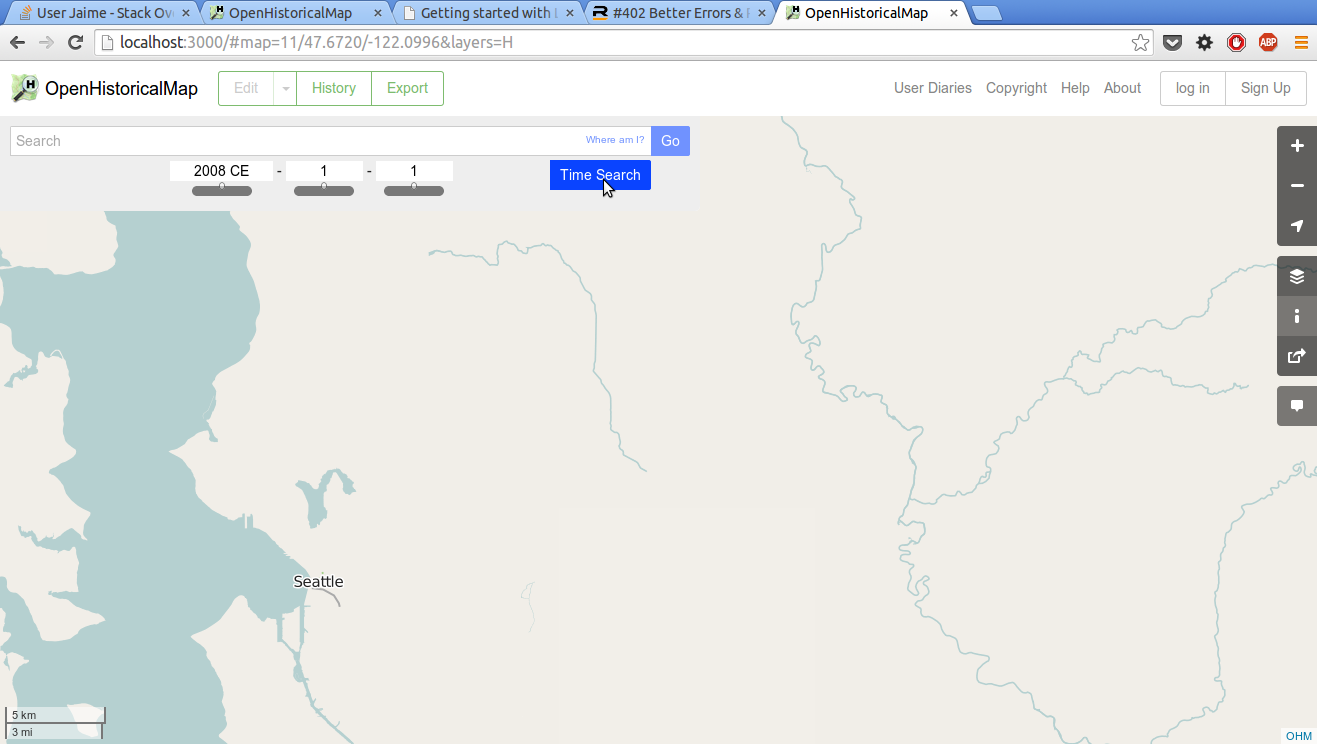 User Jaime - Stack Ov
OpenHistoricalMap
Getting started with
#402 Better Errors &
OpenHistoricalMap
localhost:3000/#map=11/47.6720/-122.0996&layers=H
ABP
H
OpenHistoricalMap
Edit
History
Export
User Diaries
Copyright
Help
About
log in
Sign Up
Search
Where am I?
Go
2008 CE - 1 - 1
Time Search
Seattle
5 km
3 mi
OHM